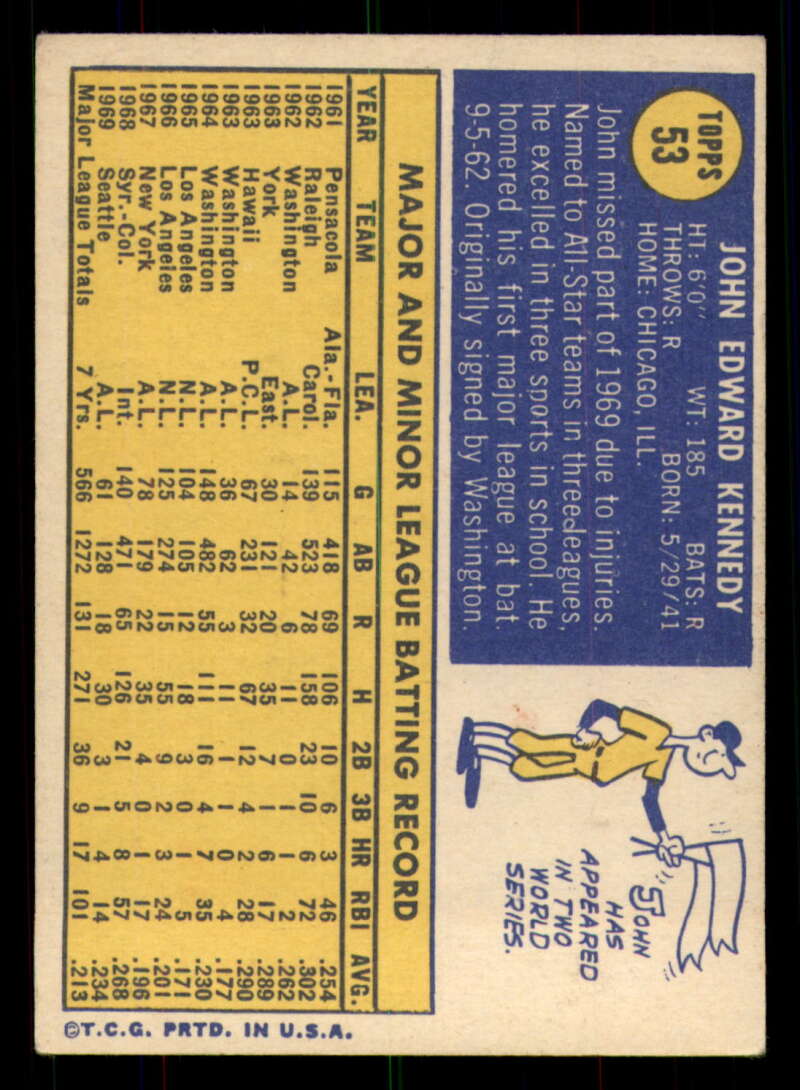 TOPPS
53
JOHN EDWARD KENNEDY
HT: 6'0" WT: 185 BATS: R
THROWS: R BORN: 5/29/41
HOME: CHICAGO, ILL.
John missed part of 1969 due to injuries.
Named to All-Star teams in three leagues,
he excelled in three sports in school. He
homered his first major league at bat
9-5-62. Originally signed by Washington.
JOHN
HAS
APPEARED
IN TWO
WORLD
SERIES.
MAJOR AND MINOR LEAGUE BATTING RECORD
YEAR TEAM LEA. G AB R H 2B 3B HR RBI AVG.
1961 Pensacola Ala.-Fla. 115 418 69 106 10 6 3 46 .254
1962 Raleigh Carol. 139 523 78 158 23 10 6 72 .302
1962 Washington A.L. 14 42 6 11 0 1 1 2 .262
1963 York East. 30 121 20 35 7 1 6 17 .289
1963 Hawaii P.C.L. 67 231 32 67 12 4 2 28 .290
1963 Washington A.L. 36 62 3 11 1 1 0 4 .177
1964 Washington A.L. 148 482 55 111 16 4 7 35 .230
1965 Los Angeles N.L. 104 105 12 18 3 0 1 5 .171
1966 Los Angeles N.L. 125 274 15 55 9 2 3 24 .201
1967 New York A.L. 78 179 22 35 4 0 1 17 .196
1968 Syr.-Col. Int. 140 471 65 126 21 5 8 57 .268
1969 Seattle A.L. 61 128 18 30 3 1 4 14 .234
Major League Totals 7 Yrs. 566 1272 131 271 36 9 17 101 .213
©T.C.G. PRTD. IN U.S.A.